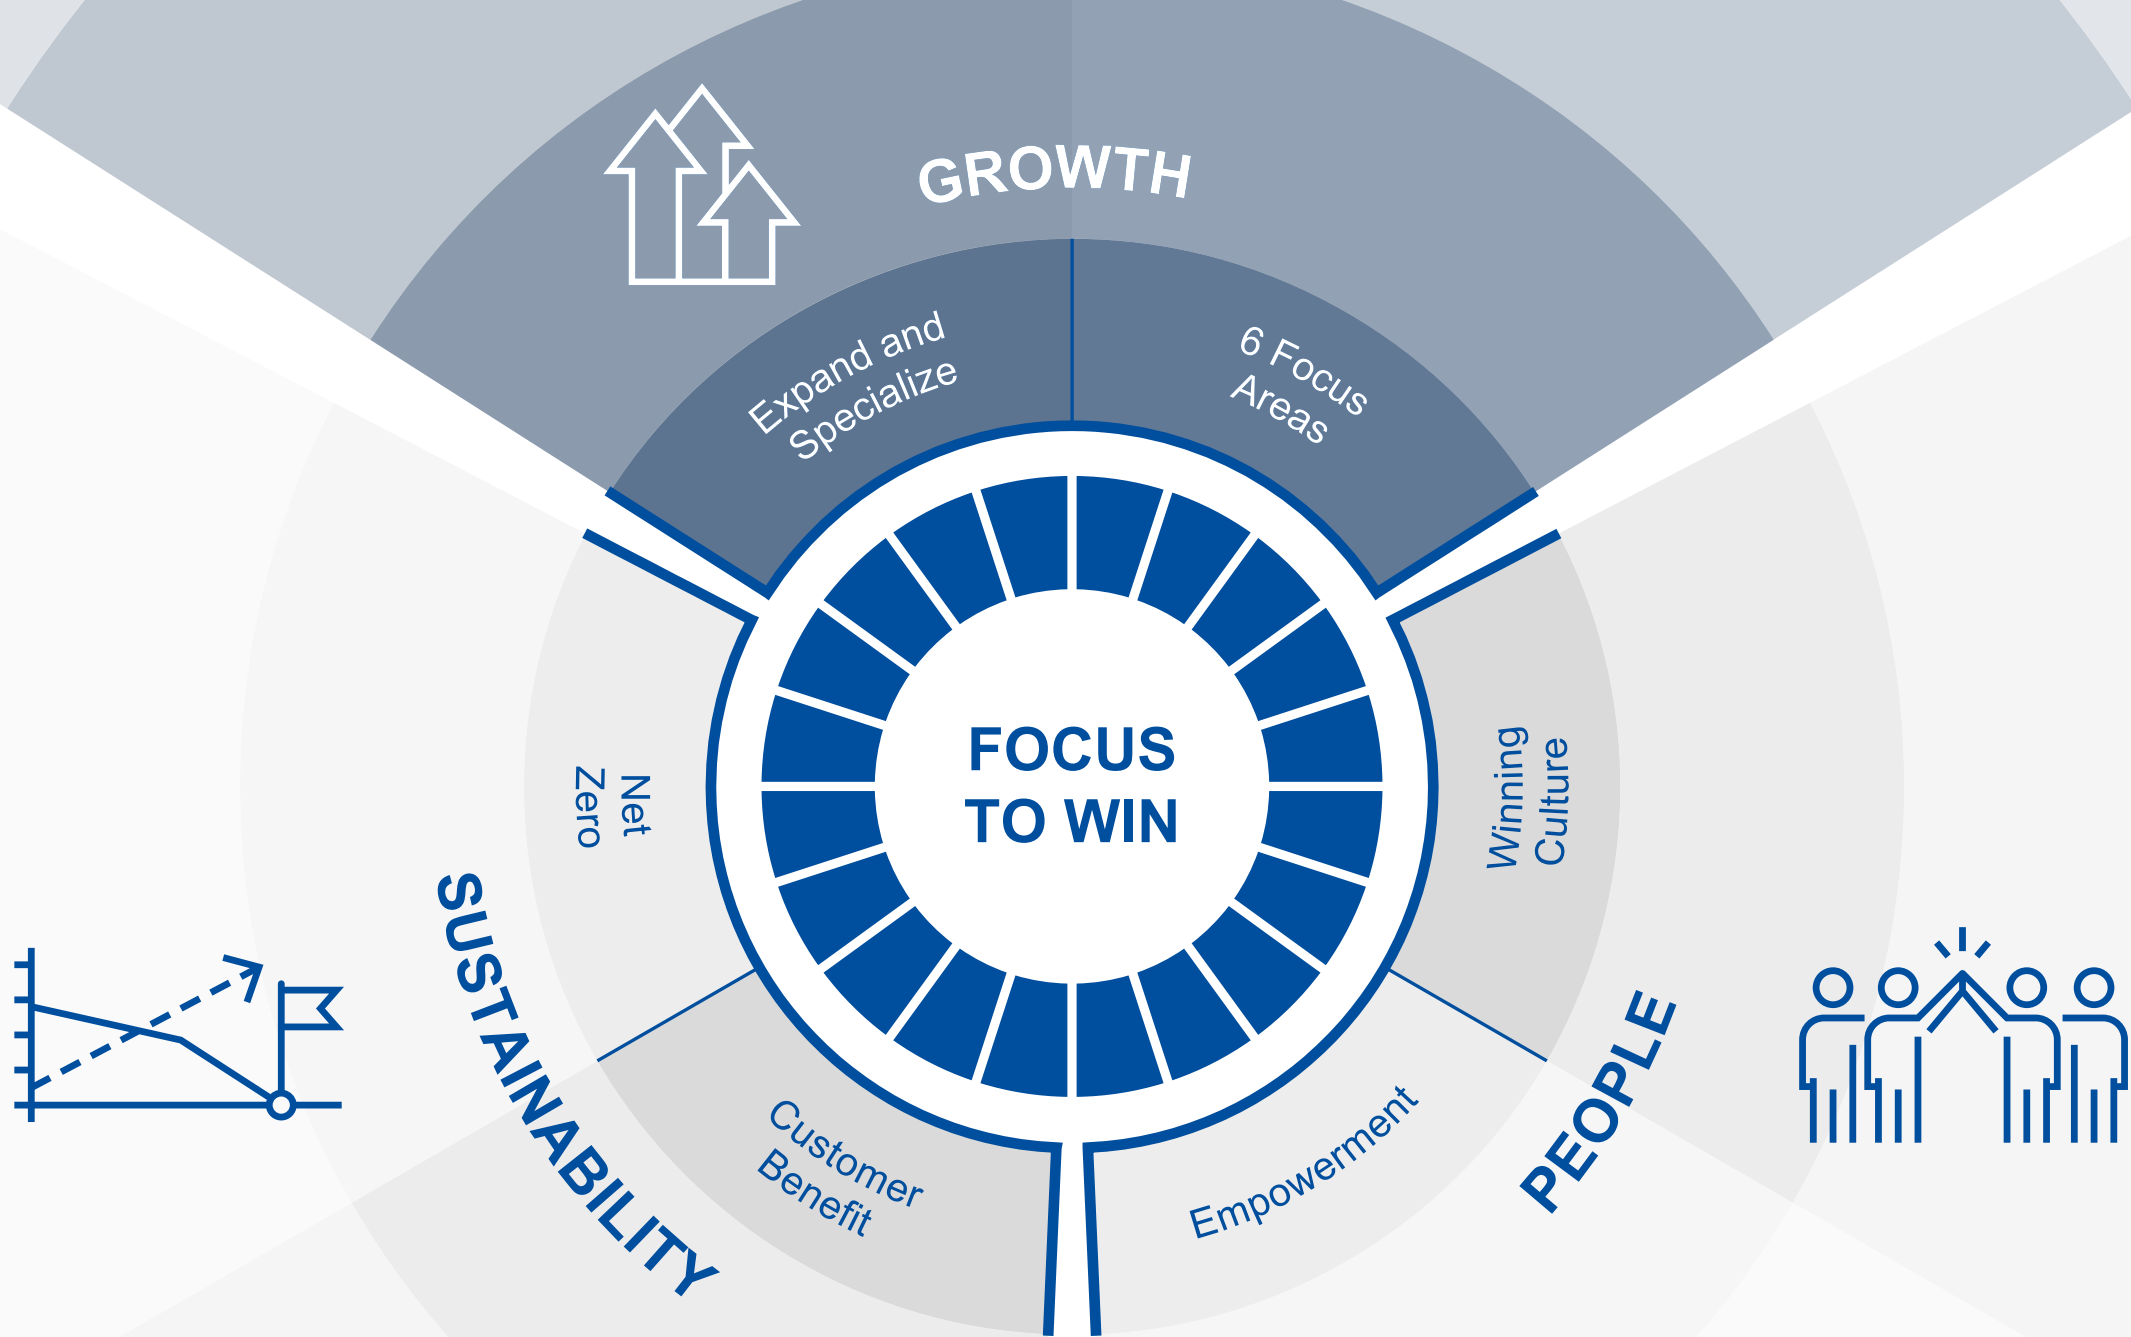 GROWTH
Expand and
Specialize
6 Focus
Areas
FOCUS
TO WIN
Net
Zero
Winning
Culture
SUSTAINABILITY
PEOPLE
Customer
Benefit
Empowerment